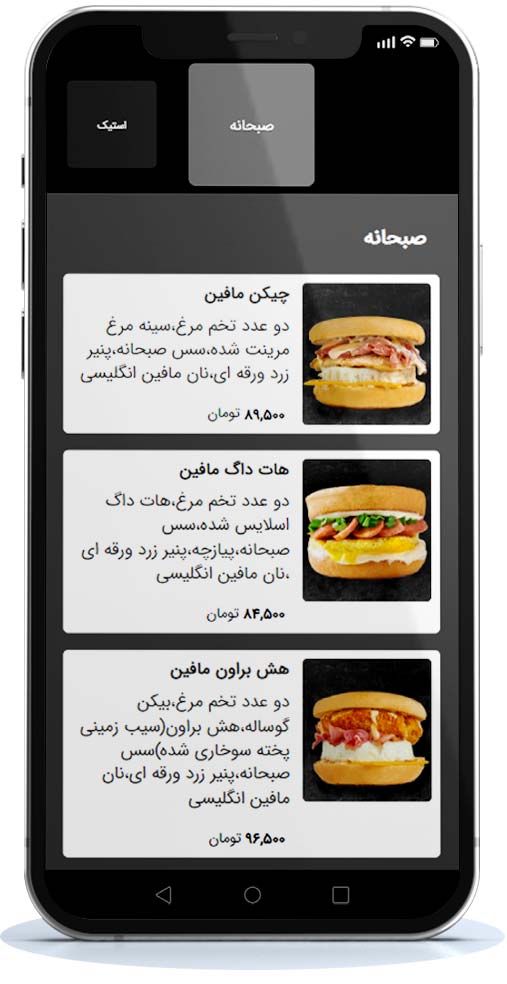 صبحانه
استیک
صبحانه
چیکن مافین
دو عدد تخم مرغ،سینه مرغ
مرینت شده،سس صبحانه،پنیر
زرد ورقه ای،نان مافین انگلیسی
۸۹,۵۰۰ تومان
هات داگ مافین
دو عدد تخم مرغ،هات داگ
اسلایس شده،سس
صبحانه،پیازچه،پنیر زرد ورقه ای
،نان مافین انگلیسی
۸۴,۵۰۰ تومان
هش براون مافین
دو عدد تخم مرغ،بیکن
گوساله،هش براون(سیب زمینی
پخته سوخاری شده)سس
صبحانه،پنیر زرد ورقه ای،نان
مافین انگلیسی
۹۶,۵۰۰ تومان